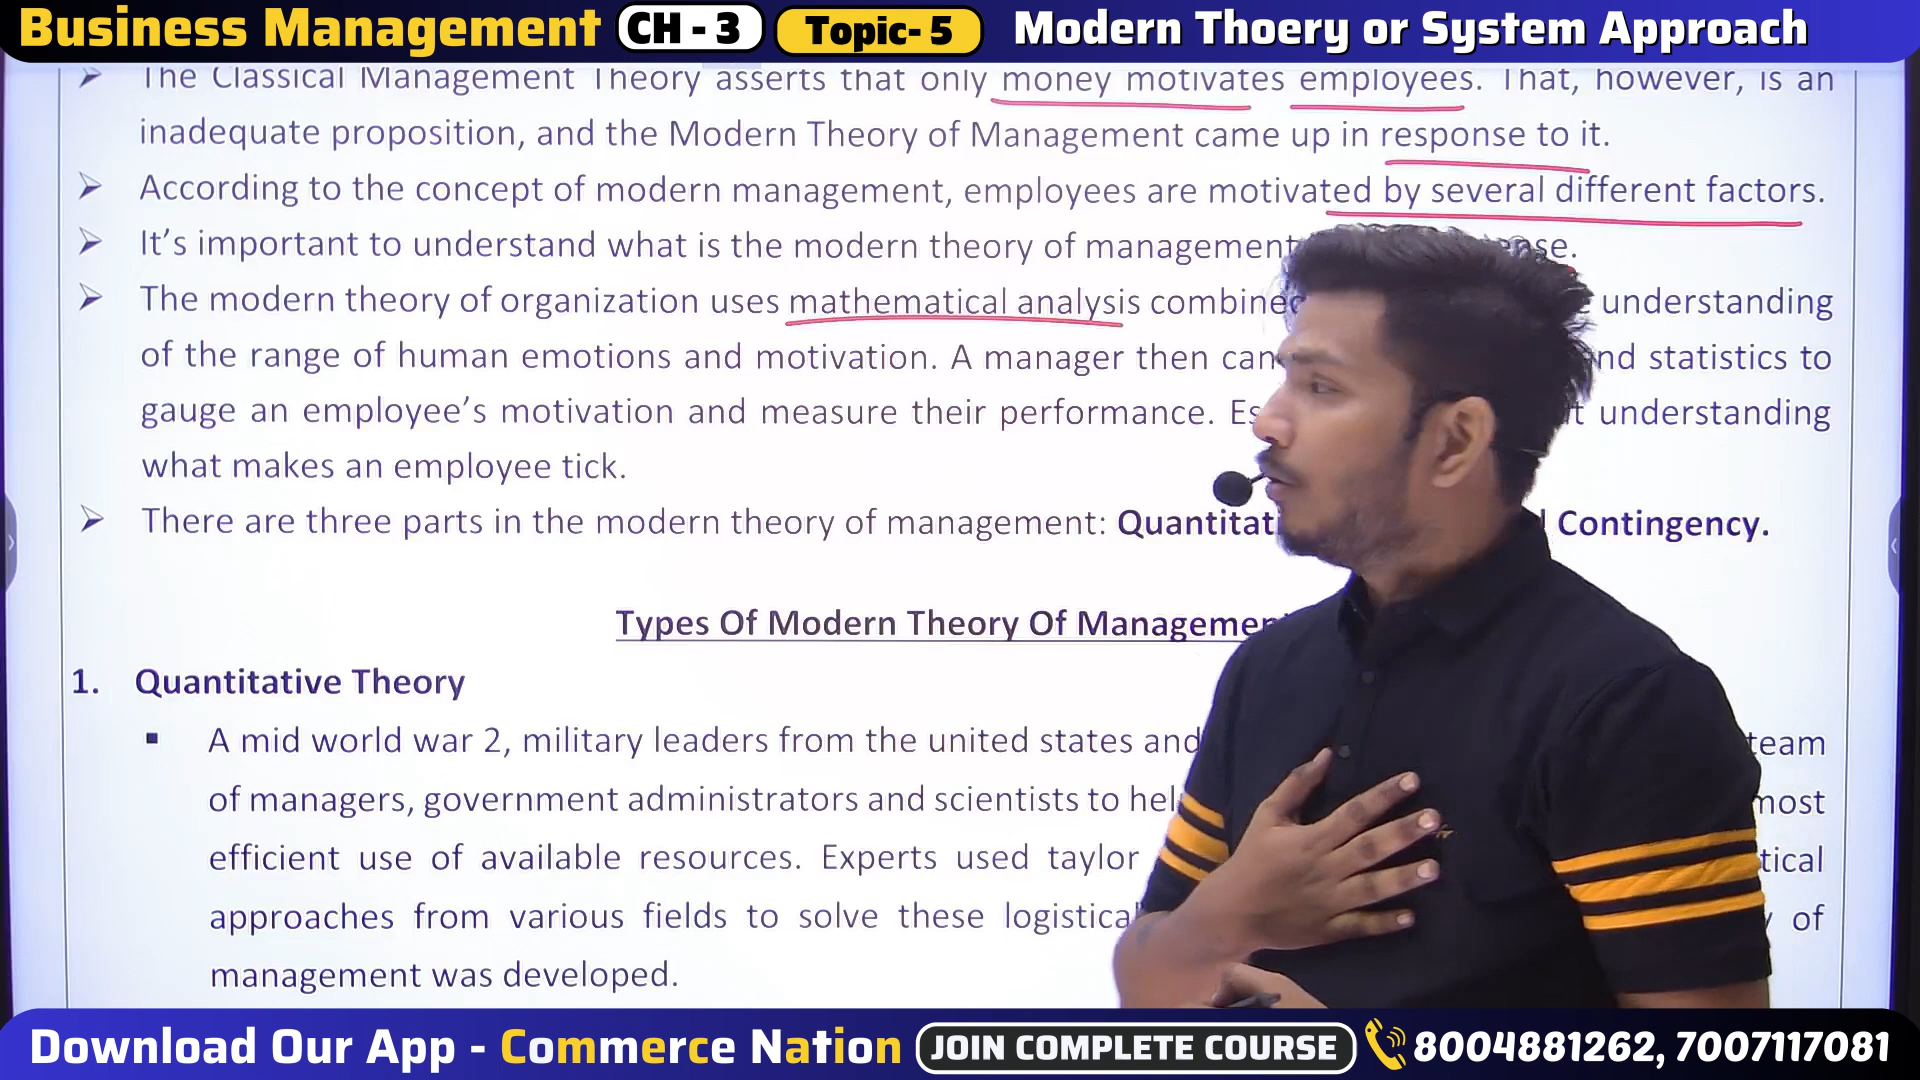 Business Management CH - 3 Topic- 5 Modern Thoery or System Approach
The Classical Management Theory asserts that only money motivates employees. That, however, is an
inadequate proposition, and the Modern Theory of Management came up in response to it.
According to the concept of modern management, employees are motivated by several different factors.
It's important to understand what is the modern theory of management
The modern theory of organization uses mathematical analysis combined understanding
of the range of human emotions and motivation. A manager then can and statistics to
gauge an employee's motivation and measure their performance. understanding
what makes an employee tick.
There are three parts in the modern theory of management: Contingency.
Types Of Modern Theory Of Management
1. Quantitative Theory
A mid world war 2, military leaders from the united states and team
of managers, government administrators and scientists to help most
efficient use of available resources. Experts used taylor
approaches from various fields to solve these logistical of
management was developed.
Download Our App - Commerce Nation JOIN COMPLETE COURSE 8004881262, 7007117081